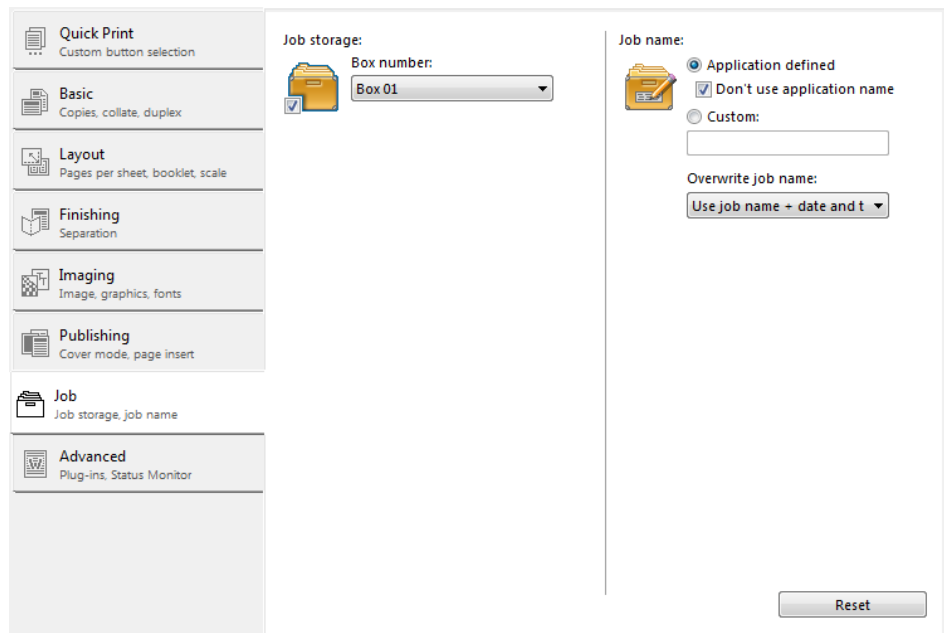 Quick Print
Custom button selection
Basic
Copies, collate, duplex
Layout
Pages per sheet, booklet, scale
Finishing
Separation
Imaging
Image, graphics, fonts
Publishing
Cover mode, page insert
Job
Job storage, job name
Advanced
Plug-ins, Status Monitor
Job storage:
Box number:
Box 01
Job name:
Application defined
Don't use application name
Custom:
Overwrite job name:
Use job name + date and t
Reset